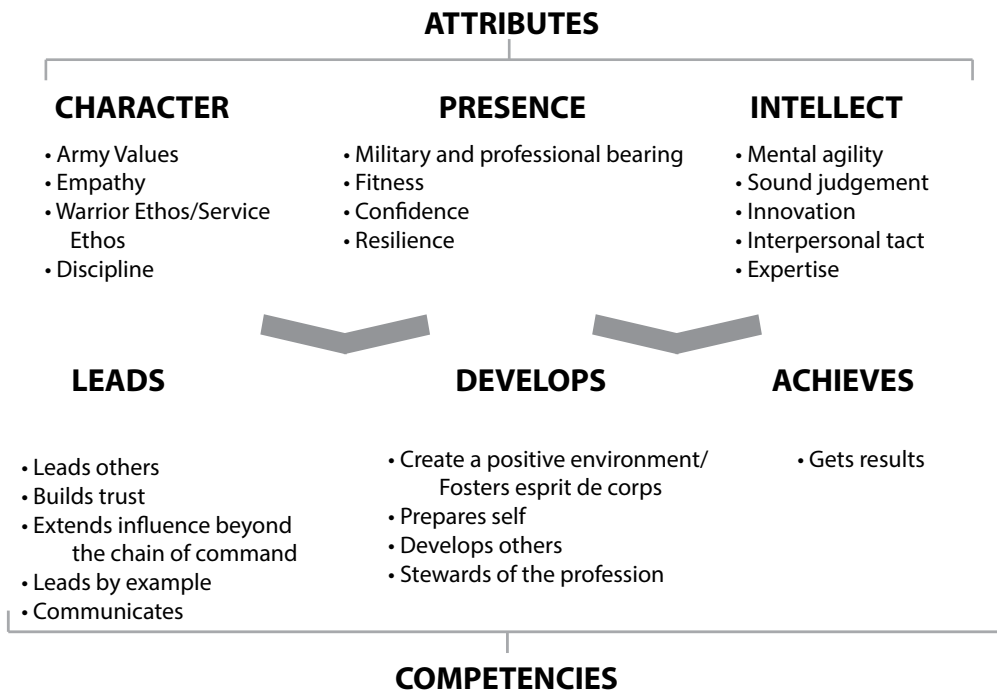 ATTRIBUTES
CHARACTER
• Army Values
• Empathy
• Warrior Ethos/Service
Ethos
• Discipline
PRESENCE
• Military and professional bearing
• Fitness
• Confidence
• Resilience
INTELLECT
• Mental agility
• Sound judgement
• Innovation
• Interpersonal tact
• Expertise
LEADS
• Leads others
• Builds trust
• Extends influence beyond
the chain of command
• Leads by example
• Communicates
DEVELOPS
• Create a positive environment/
Fosters esprit de corps
• Prepares self
• Develops others
• Stewards of the profession
ACHIEVES
• Gets results
COMPETENCIES